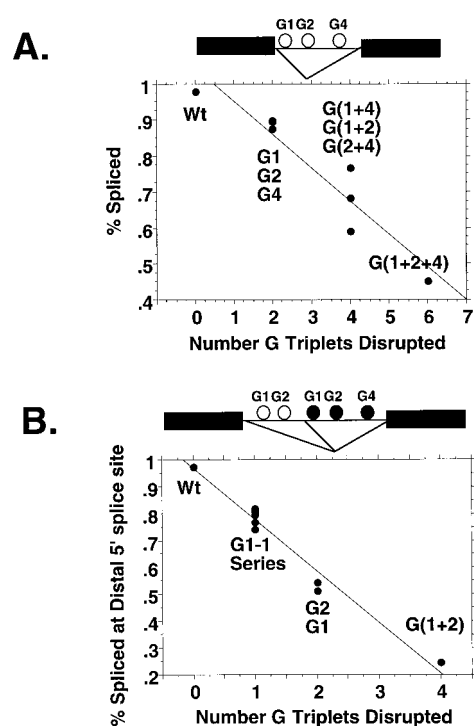 A.
G1 G2 G4
1
.9
.8
.7
.6
.5
.4
% Spliced
Wt
G1
G2
G4
G(1+4)
G(1+2)
G(2+4)
G(1+2+4)
0 1 2 3 4 5 6 7
Number G Triplets Disrupted
B.
G1 G2 G1 G2 G4
1
.9
.8
.7
.6
.5
.4
.3
.2
% Spliced at Distal 5' splice site
Wt
G1-1
Series
G2
G1
G(1+2)
0 1 2 3 4
Number G Triplets Disrupted